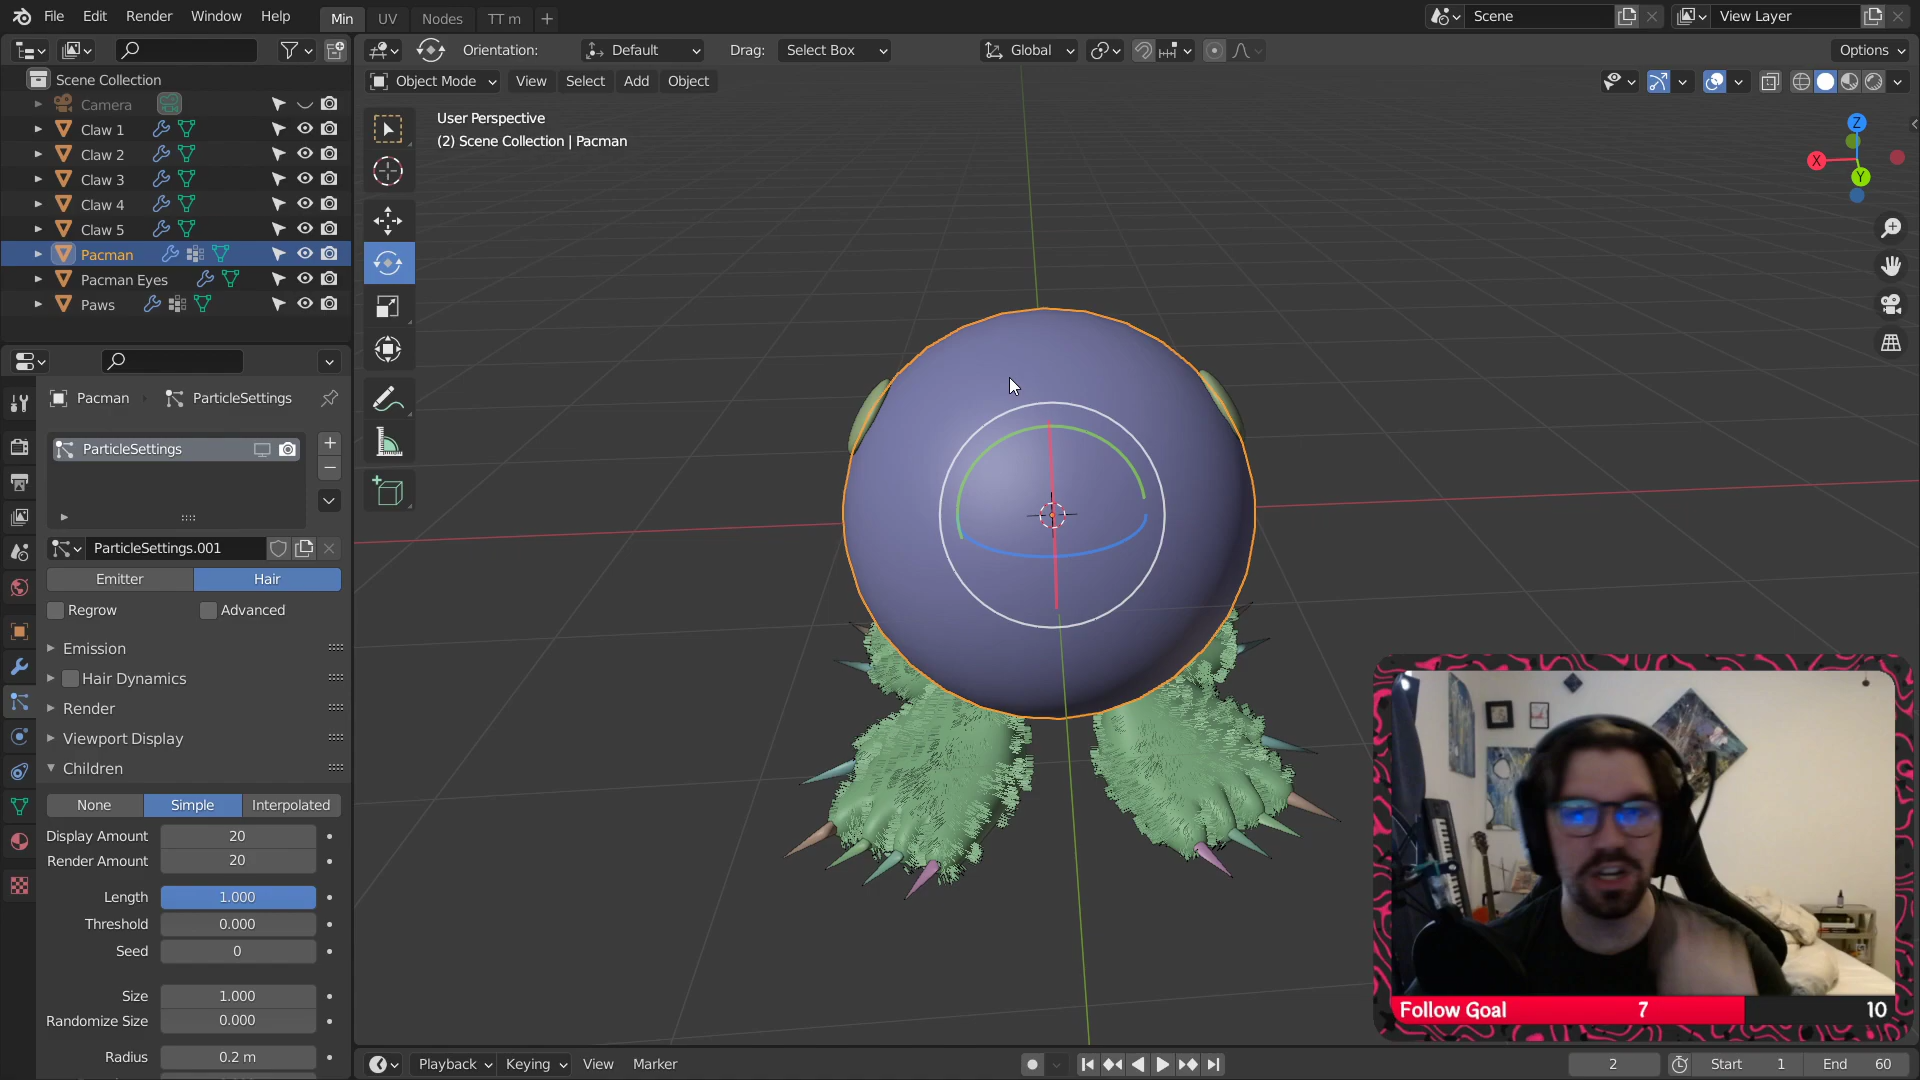 File Edit Render Window Help Min UV Nodes TT m Scene View Layer
Orientation: Default Drag: Select Box Global Options
Object Mode View Select Add Object
Scene Collection
Camera
Claw 1
Claw 2
Claw 3
Claw 4
Claw 5
Pacman
Pacman Eyes
Paws
User Perspective
(2) Scene Collection | Pacman
Z
X
Y
Pacman ParticleSettings
ParticleSettings
ParticleSettings.001
Emitter Hair
Regrow Advanced
Emission
Hair Dynamics
Render
Viewport Display
Children
None Simple Interpolated
Display Amount 20
Render Amount 20
Length 1.000
Threshold 0.000
Seed 0
Size 1.000
Randomize Size 0.000
Radius 0.2 m
Follow Goal 7 10
Playback Keying View Marker 2 Start 1 End 60